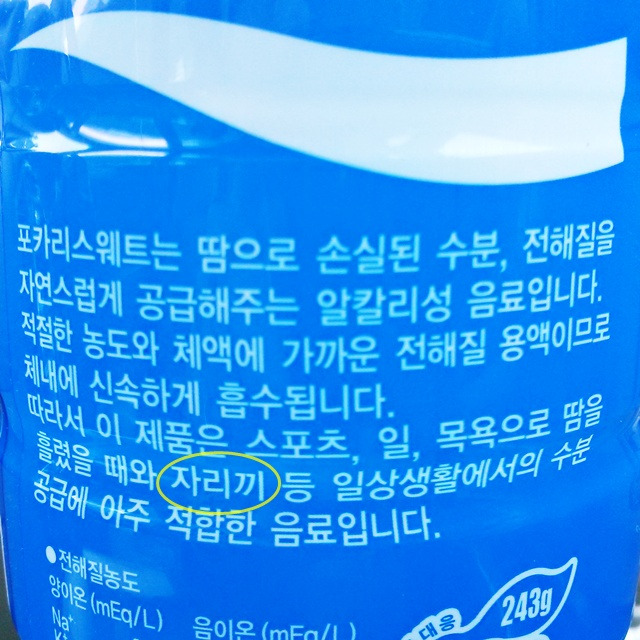 포카리스웨트는 땀으로 손실된 수분, 전해질을
자연스럽게 공급해주는 알칼리성 음료입니다.
적절한 농도와 체액에 가까운 전해질 용액이므로
체내에 신속하게 흡수됩니다.
따라서 이 제품은 스포츠, 일, 목욕으로 땀을
흘렸을 때와 자리끼 등 일상생활에서의 수분
공급에 아주 적합한 음료입니다.
●전해질농도
양이온(mEq/L) 음이온(mEq/L)
Na⁺
K⁺
대응
243g